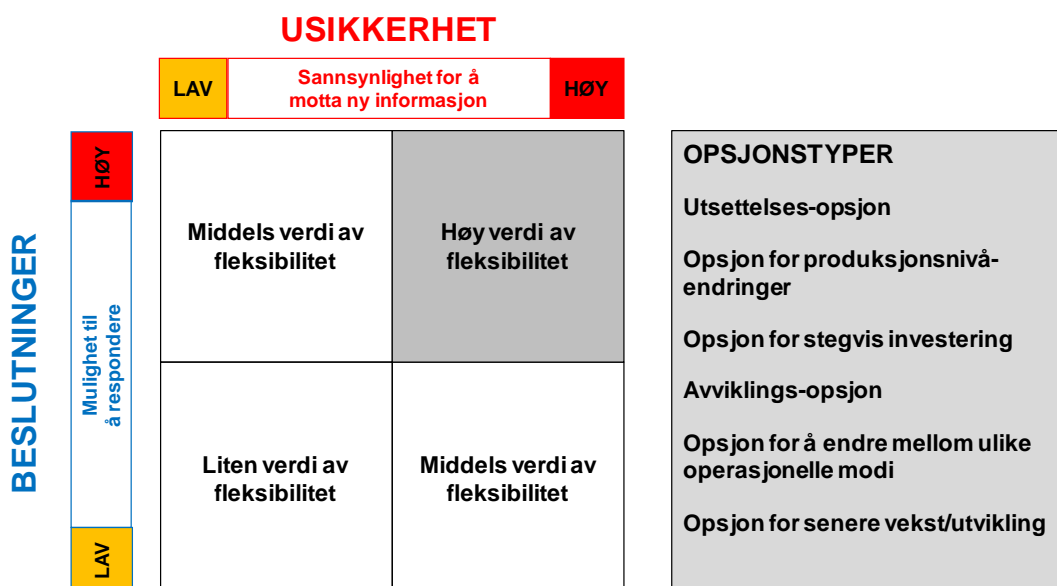 USIKKERHET
LAV
Sannsynlighet for å
motta ny informasjon
HØY
BESLUTNINGER
HØY
Mulighet til
å respondere
LAV
Middels verdi av
fleksibilitet
Høy verdi av
fleksibilitet
Liten verdi av
fleksibilitet
Middels verdi av
fleksibilitet
OPSJONSTYPER
Utsettelses-opsjon
Opsjon for produksjonsnivå-
endringer
Opsjon for stegvis investering
Avviklings-opsjon
Opsjon for å endre mellom ulike
operasjonelle modi
Opsjon for senere vekst/utvikling